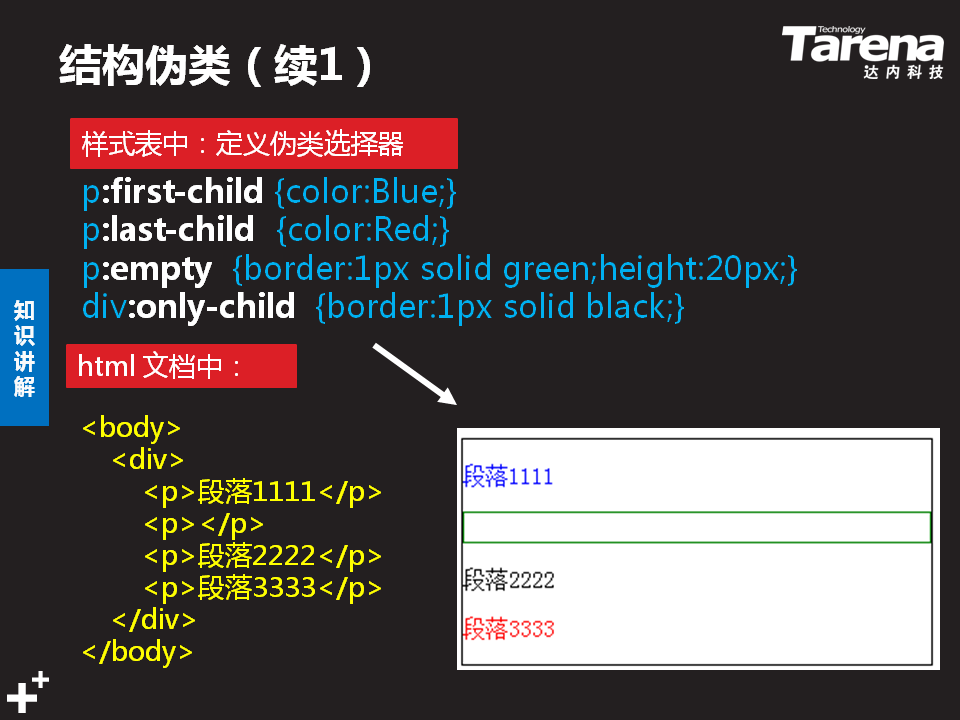 结构伪类（续1）
Technology
Tarena
达内科技
样式表中：定义伪类选择器
p:first-child {color:Blue;}
p:last-child {color:Red;}
p:empty {border:1px solid green;height:20px;}
div:only-child {border:1px solid black;}
知识讲解
html 文档中：
<body>
<div>
<p>段落1111</p>
<p></p>
<p>段落2222</p>
<p>段落3333</p>
</div>
</body>
段落1111
段落2222
段落3333